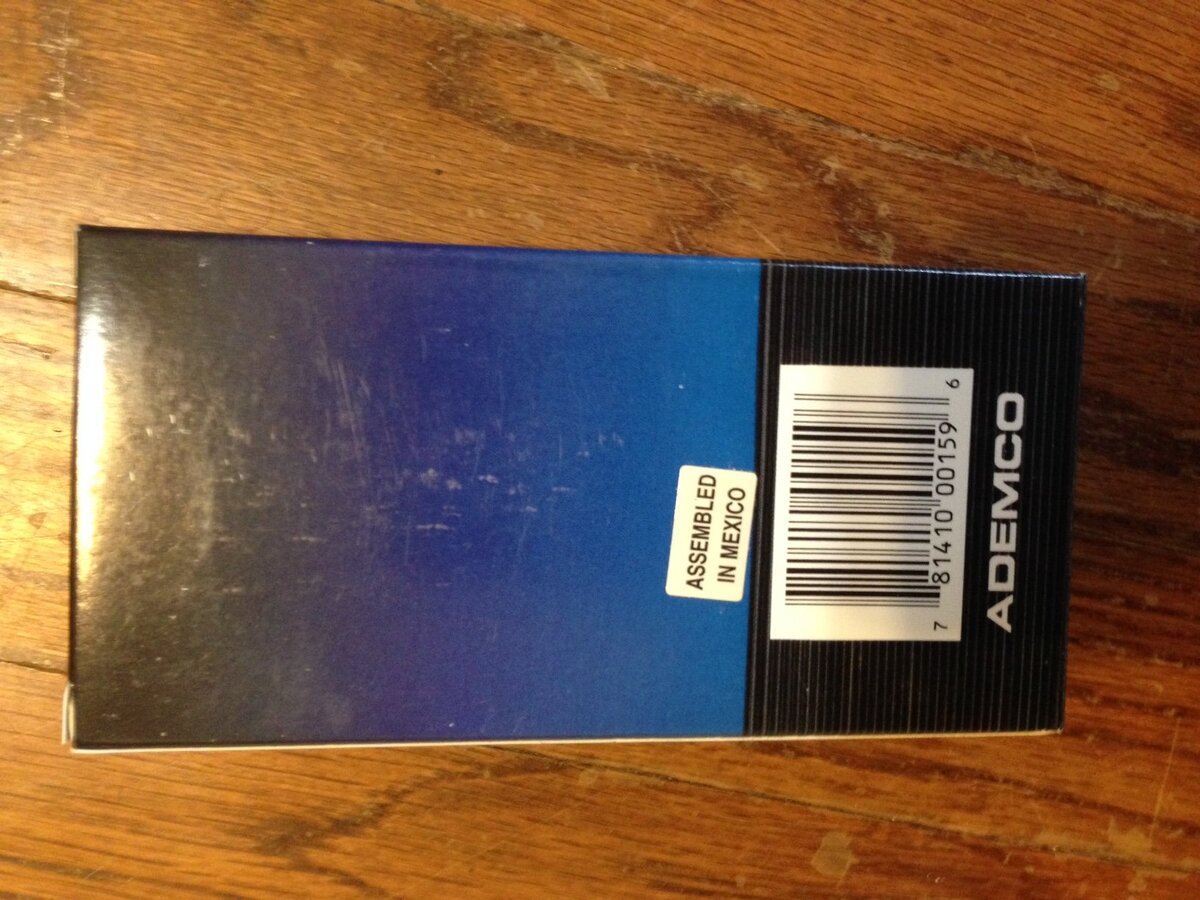 ASSEMBLED
IN MEXICO
7 81410 00159 6
ADEMCO